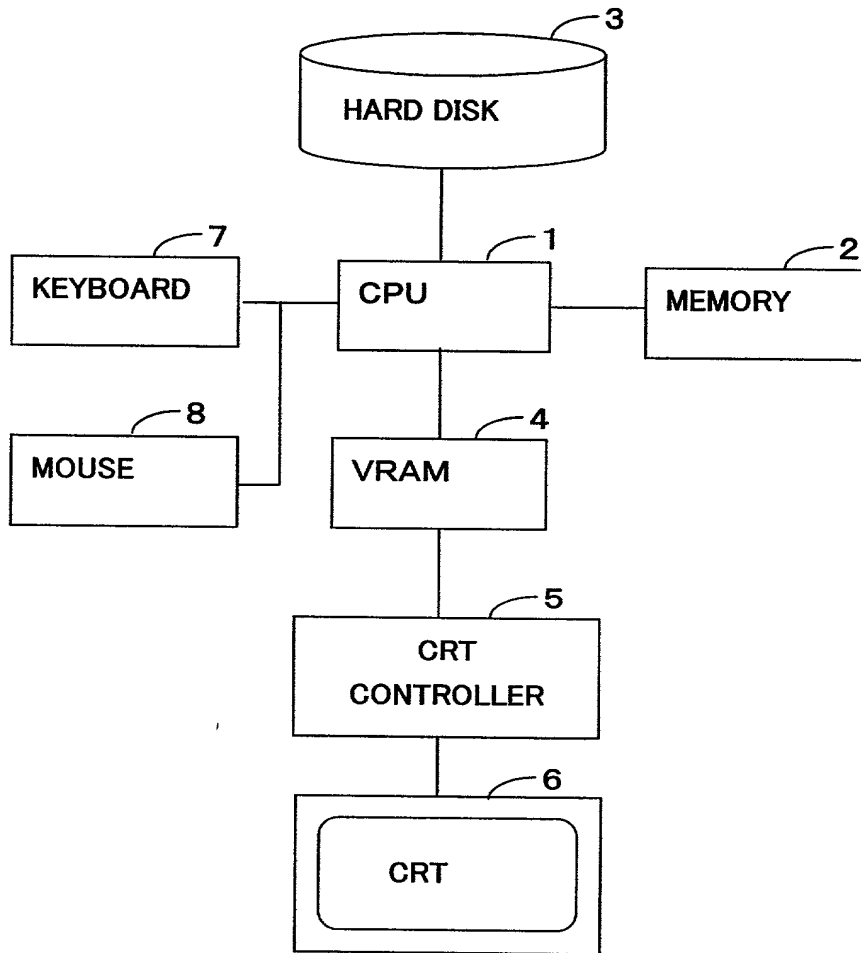 3
HARD DISK
7
1
2
KEYBOARD
CPU
MEMORY
8
4
MOUSE
VRAM
5
CRT
CONTROLLER
6
CRT